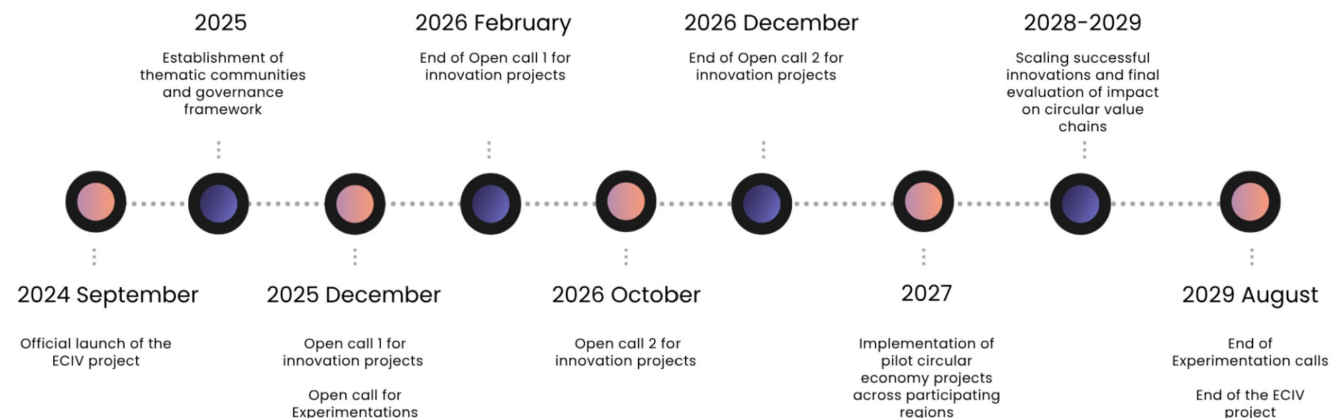 2025
Establishment of
thematic communities
and governance
framework
2026 February
End of Open call 1 for
innovation projects
2026 December
End of Open call 2 for
innovation projects
2028-2029
Scaling successful
innovations and final
evaluation of impact
on circular value
chains
2024 September
Official launch of the
ECIV project
2025 December
Open call 1 for
innovation projects
Open call for
Experimentations
2026 October
Open call 2 for
innovation projects
2027
Implementation of
pilot circular
economy projects
across participating
regions
2029 August
End of
Experimentation calls
End of the ECIV
project